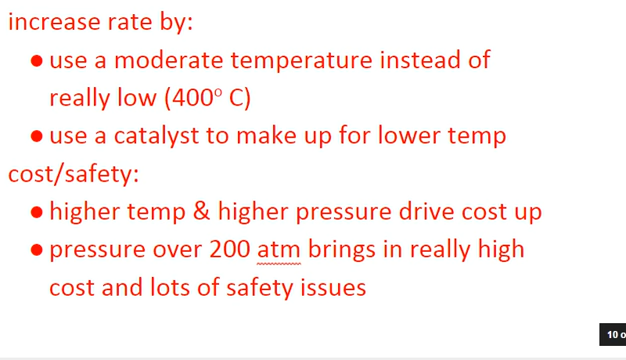 increase rate by:
● use a moderate temperature instead of
really low (400° C)
● use a catalyst to make up for lower temp
cost/safety:
● higher temp & higher pressure drive cost up
● pressure over 200 atm brings in really high
cost and lots of safety issues
10 o